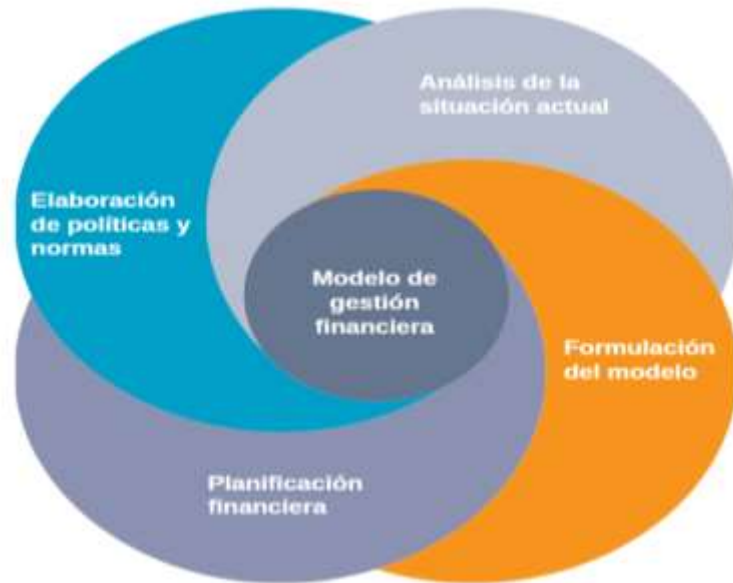 Análisis de la
situación actual
Elaboración
de políticas y
normas
Modelo de
gestión
financiera
Formulación
del modelo
Planificación
financiera